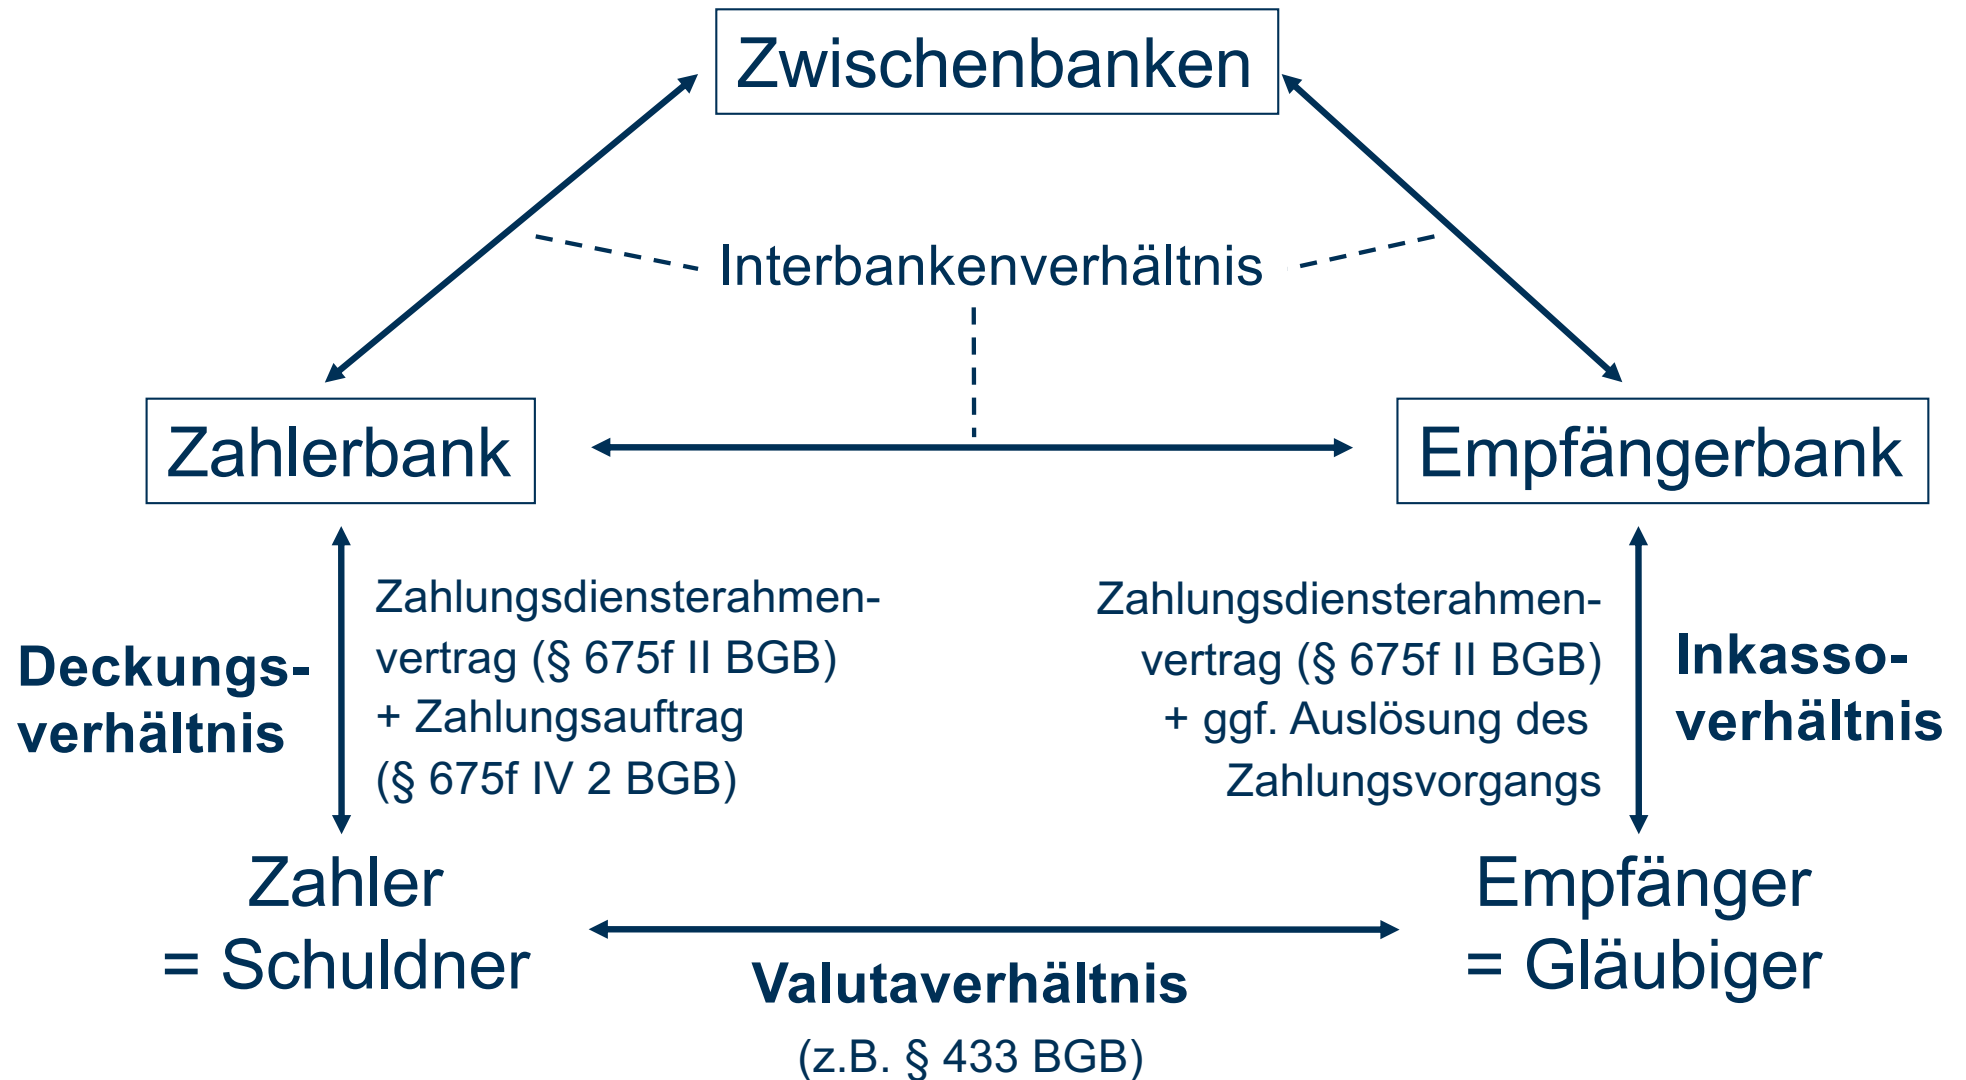 Zwischenbanken
Interbankenverhältnis
Zahlerbank
Empfängerbank
Deckungs-
verhältnis
Zahlungsdiensterahmen-
vertrag (§ 675f II BGB)
+ Zahlungsauftrag
(§ 675f IV 2 BGB)
Zahlungsdiensterahmen-
vertrag (§ 675f II BGB)
+ ggf. Auslösung des
Zahlungsvorgangs
Inkasso-
verhältnis
Zahler
= Schuldner
Empfänger
= Gläubiger
Valutaverhältnis
(z.B. § 433 BGB)